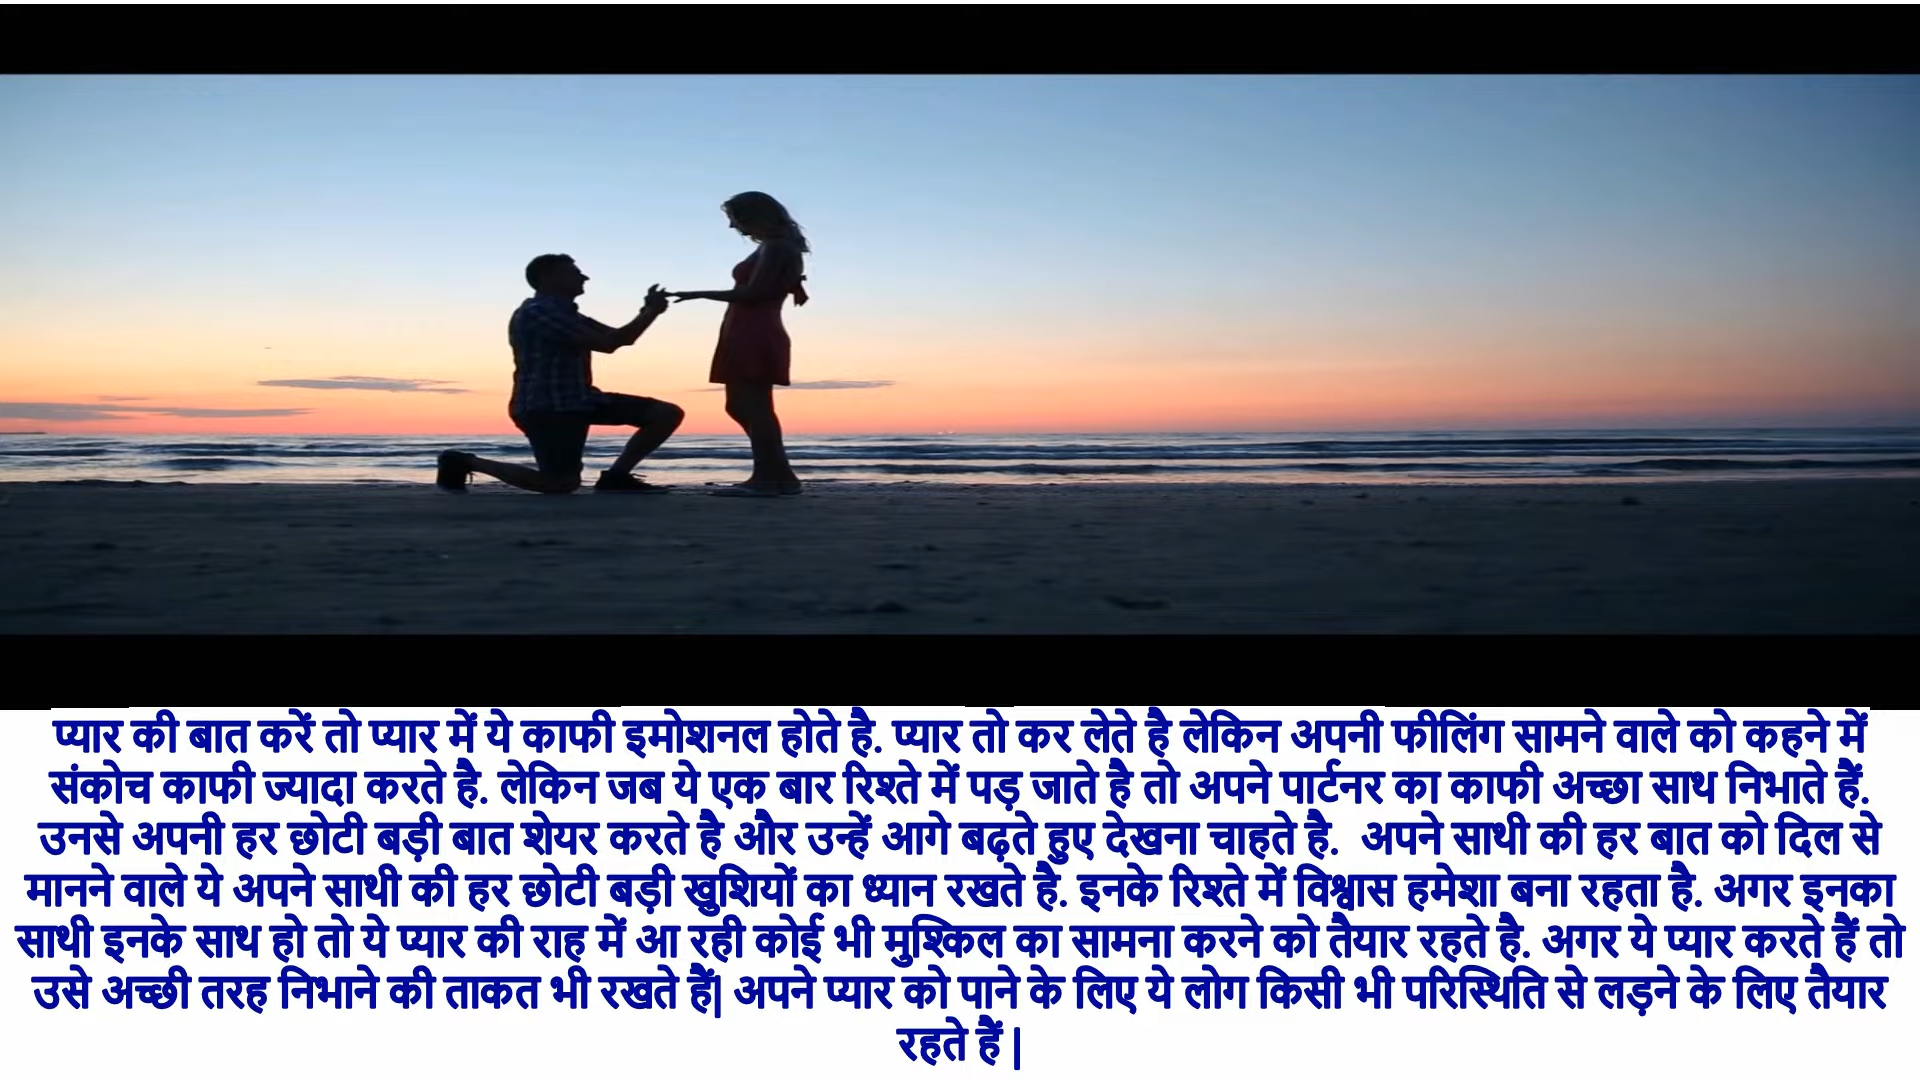 प्यार की बात करें तो प्यार में ये काफी इमोशनल होते है. प्यार तो कर लेते है लेकिन अपनी फीलिंग सामने वाले को कहने में
संकोच काफी ज्यादा करते है. लेकिन जब ये एक बार रिश्ते में पड़ जाते है तो अपने पार्टनर का काफी अच्छा साथ निभाते हैं.
उनसे अपनी हर छोटी बड़ी बात शेयर करते है और उन्हें आगे बढ़ते हुए देखना चाहते है.  अपने साथी की हर बात को दिल से
मानने वाले ये अपने साथी की हर छोटी बड़ी खुशियों का ध्यान रखते है. इनके रिश्ते में विश्वास हमेशा बना रहता है. अगर इनका
साथी इनके साथ हो तो ये प्यार की राह में आ रही कोई भी मुश्किल का सामना करने को तैयार रहते है. अगर ये प्यार करते हैं तो
उसे अच्छी तरह निभाने की ताकत भी रखते हैं| अपने प्यार को पाने के लिए ये लोग किसी भी परिस्थिति से लड़ने के लिए तैयार
रहते हैं |